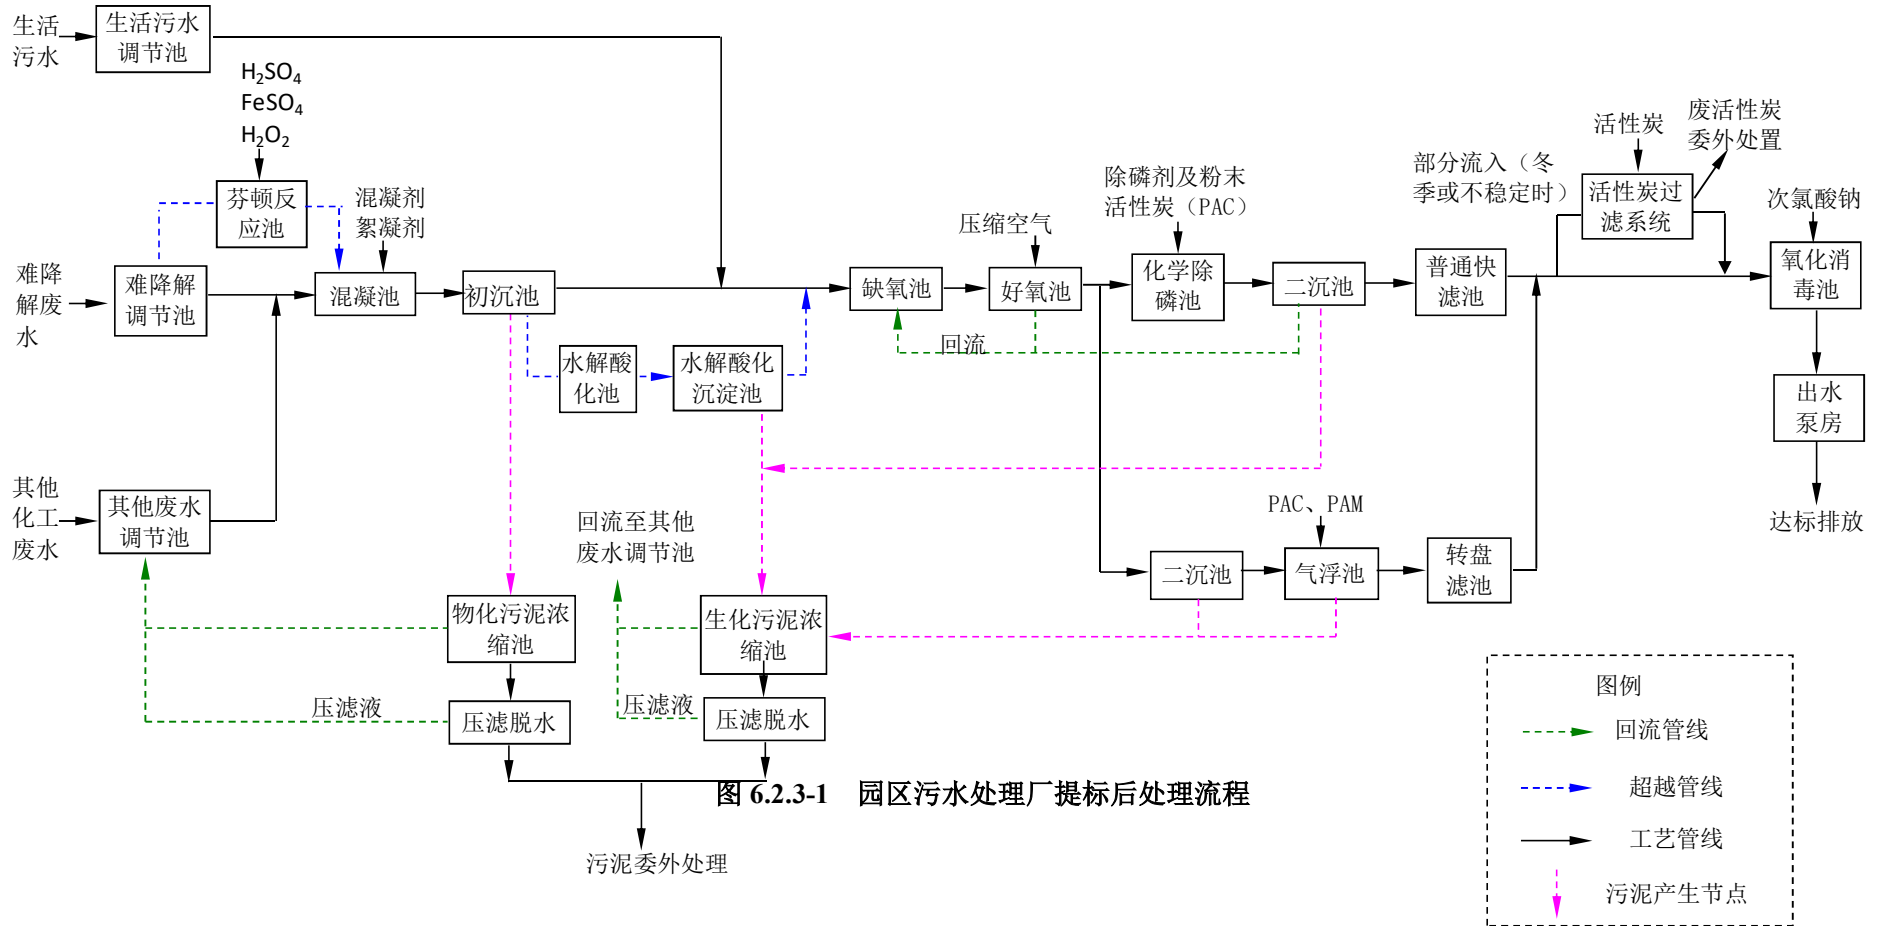 生活
污水
生活污水
调节池
H₂SO₄
FeSO₄
H₂O₂
芬顿反
应池
混凝剂
絮凝剂
难降
解废
水
难降解
调节池
混凝池
初沉池
水解酸
化池
水解酸化
沉淀池
缺氧池
压缩空气
好氧池
回流
除磷剂及粉末
活性炭（PAC）
化学除
磷池
二沉池
普通快
滤池
部分流入（冬
季或不稳定时）
活性炭
活性炭过
滤系统
废活性炭
委外处置
次氯酸钠
氧化消
毒池
出水
泵房
达标排放
其他
化工
废水
其他废水
调节池
回流至其他
废水调节池
PAC、PAM
二沉池
气浮池
转盘
滤池
物化污泥浓
缩池
生化污泥浓
缩池
压滤液
压滤脱水
压滤液
压滤脱水
图 6.2.3-1 园区污水处理厂提标后处理流程
污泥委外处理
图例
回流管线
超越管线
工艺管线
污泥产生节点